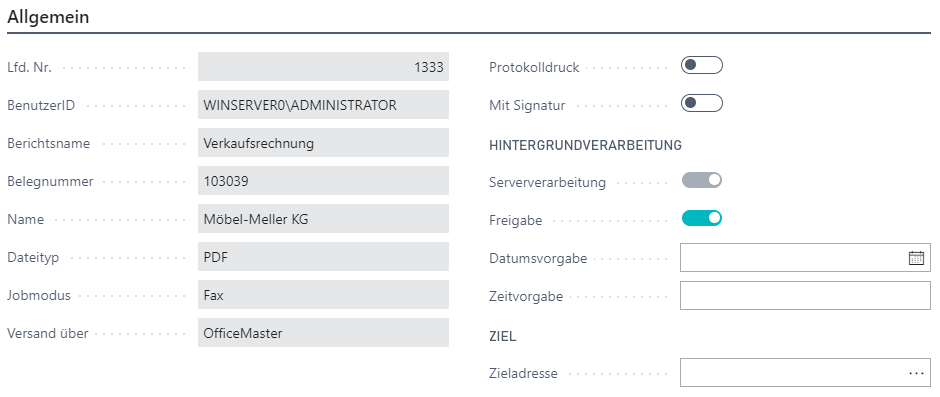 Allgemein
Lfd. Nr. 1333
BenutzerID WINSERVER0\ADMINISTRATOR
Berichtsname Verkaufsrechnung
Belegnummer 103039
Name Möbel-Meller KG
Dateityp PDF
Jobmodus Fax
Versand über OfficeMaster
Protokolldruck
Mit Signatur
HINTERGRUNDVERARBEITUNG
Serververarbeitung
Freigabe
Datumsvorgabe
Zeitvorgabe
ZIEL
Zieladresse